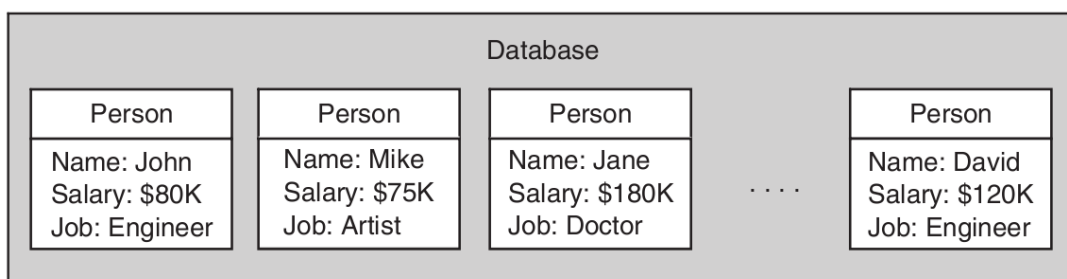 Database
Person
Name: John
Salary: $80K
Job: Engineer
Person
Name: Mike
Salary: $75K
Job: Artist
Person
Name: Jane
Salary: $180K
Job: Doctor
. . . .
Person
Name: David
Salary: $120K
Job: Engineer